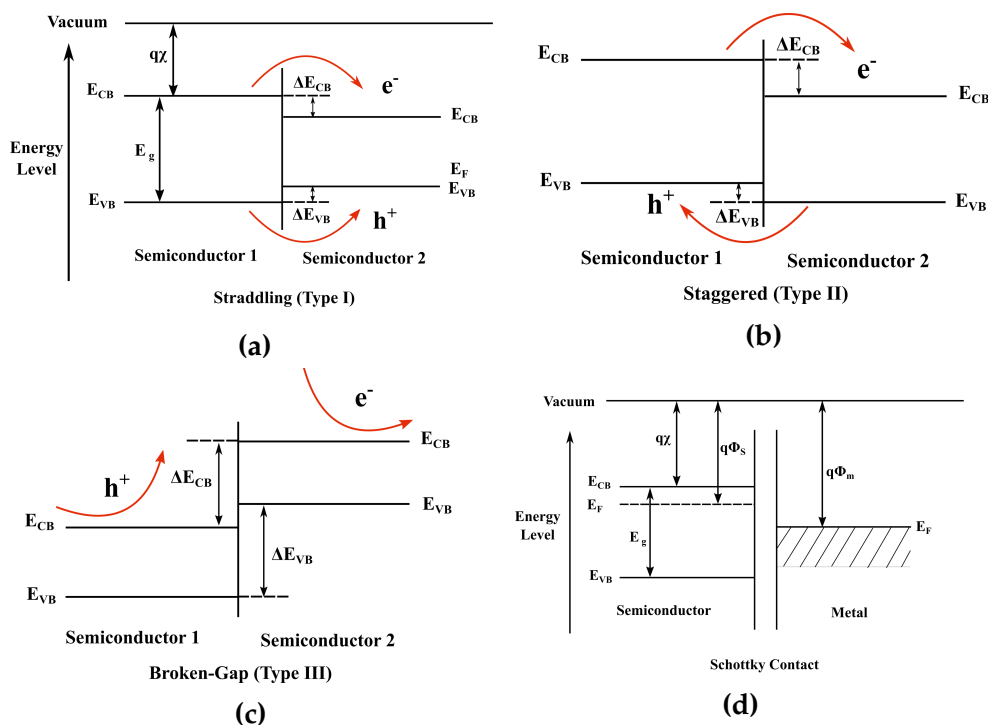 Vacuum
qχ
E_CB
ΔE_CB
e⁻
E_CB
Energy
Level
E_g
E_F
E_VB
E_VB
ΔE_VB
h⁺
Semiconductor 1
Semiconductor 2
Straddling (Type I)
(a)
E_CB
ΔE_CB
e⁻
E_CB
E_VB
h⁺
ΔE_VB
E_VB
Semiconductor 1
Semiconductor 2
Staggered (Type II)
(b)
e⁻
E_CB
h⁺
ΔE_CB
E_VB
E_CB
ΔE_VB
E_VB
Semiconductor 1
Semiconductor 2
Broken-Gap (Type III)
(c)
Vacuum
qχ
qΦ_S
qΦ_m
E_CB
E_F
Energy
Level
E_g
E_F
E_VB
Semiconductor
Metal
Schottky Contact
(d)